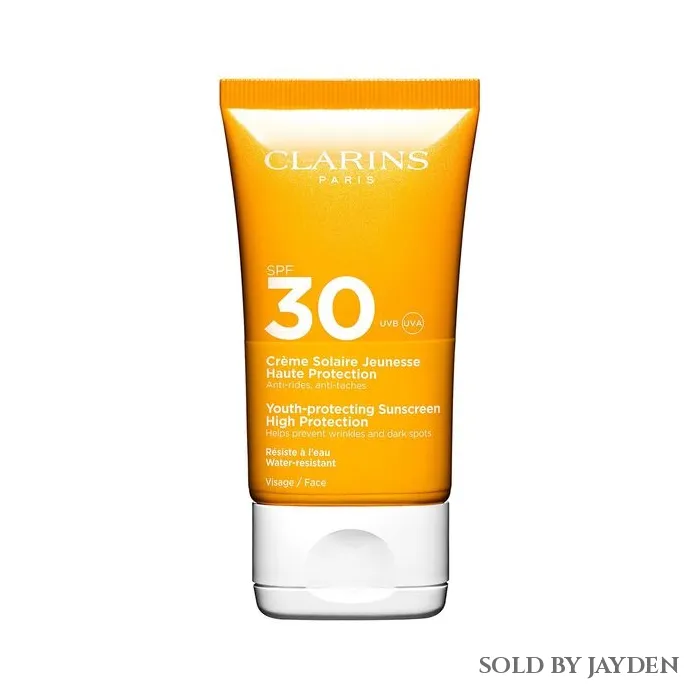 CLARINS
PARIS
SPF
30 UVB UVA
Crème Solaire Jeunesse
Haute Protection
Anti-rides, anti-taches
Youth-protecting Sunscreen
High Protection
Helps prevent wrinkles and dark spots
Résiste à l'eau
Water-resistant
Visage / Face
SOLD BY JAYDEN